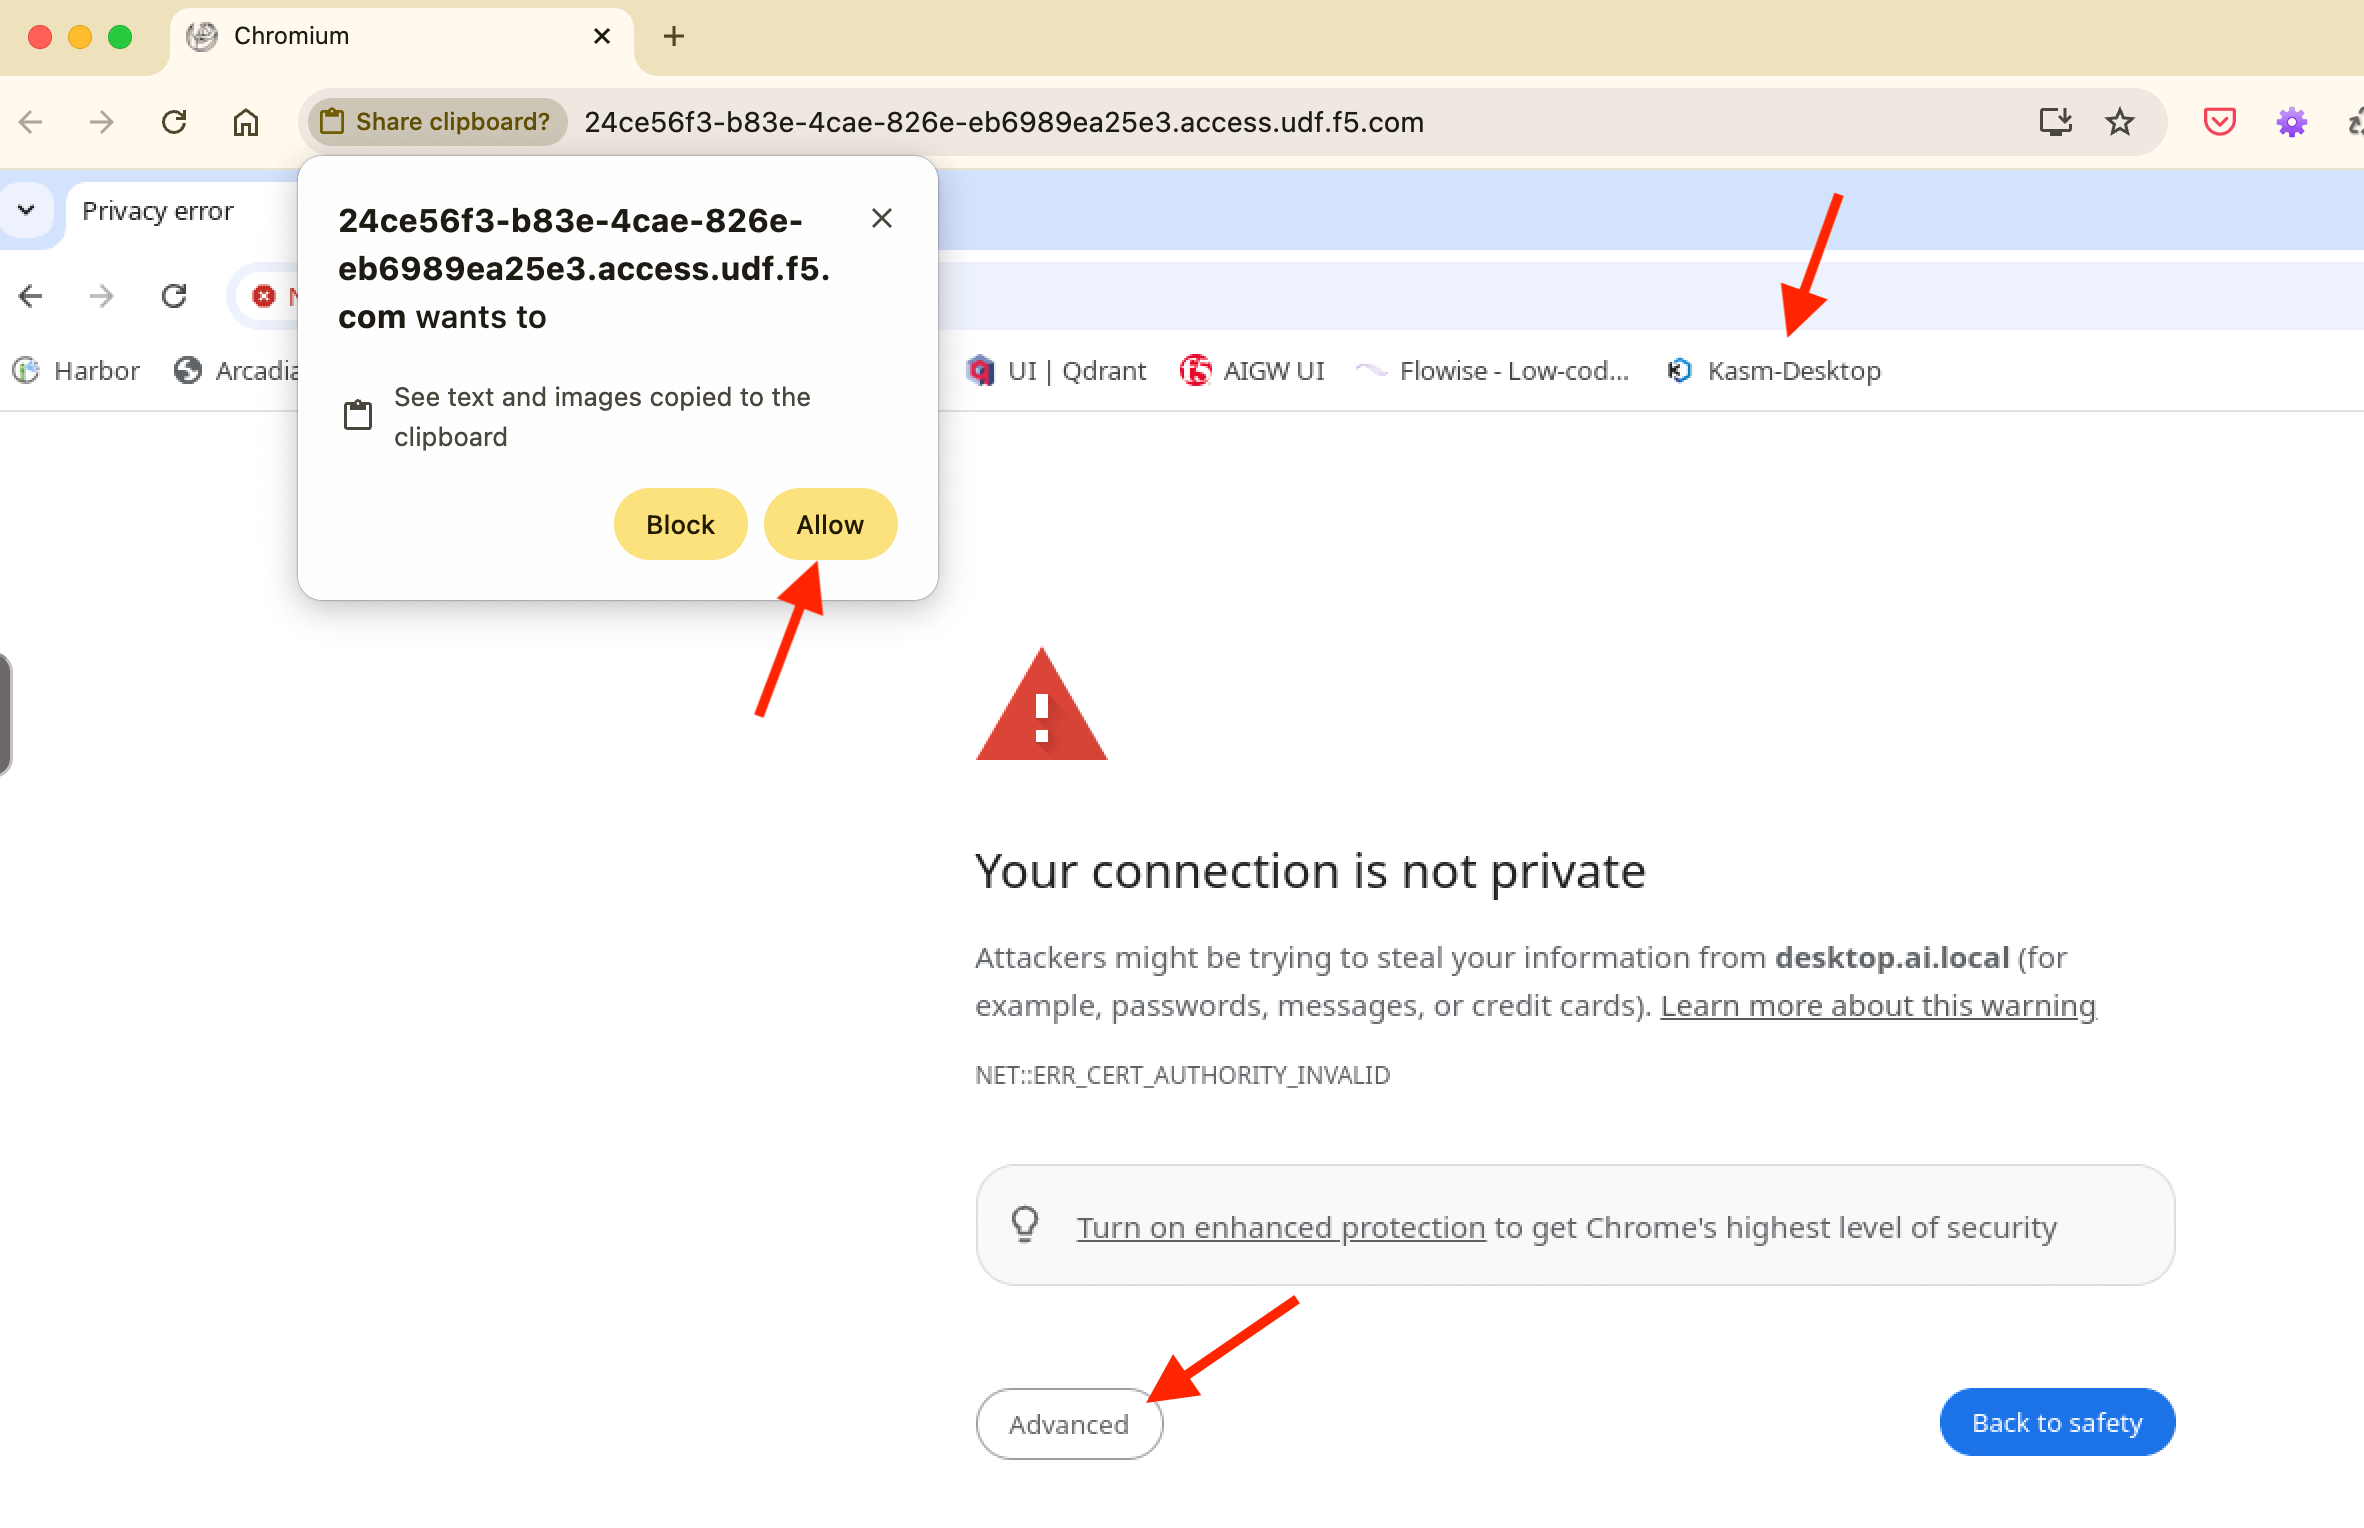 Chromium
Share clipboard?
24ce56f3-b83e-4cae-826e-eb6989ea25e3.access.udf.f5.com
Privacy error
24ce56f3-b83e-4cae-826e-
eb6989ea25e3.access.udf.f5.
com wants to
See text and images copied to the
clipboard
Block
Allow
Harbor
Arcadia
UI | Qdrant
AIGW UI
Flowise - Low-cod...
Kasm-Desktop
Your connection is not private
Attackers might be trying to steal your information from desktop.ai.local (for
example, passwords, messages, or credit cards). Learn more about this warning
NET::ERR_CERT_AUTHORITY_INVALID
Turn on enhanced protection to get Chrome's highest level of security
Advanced
Back to safety